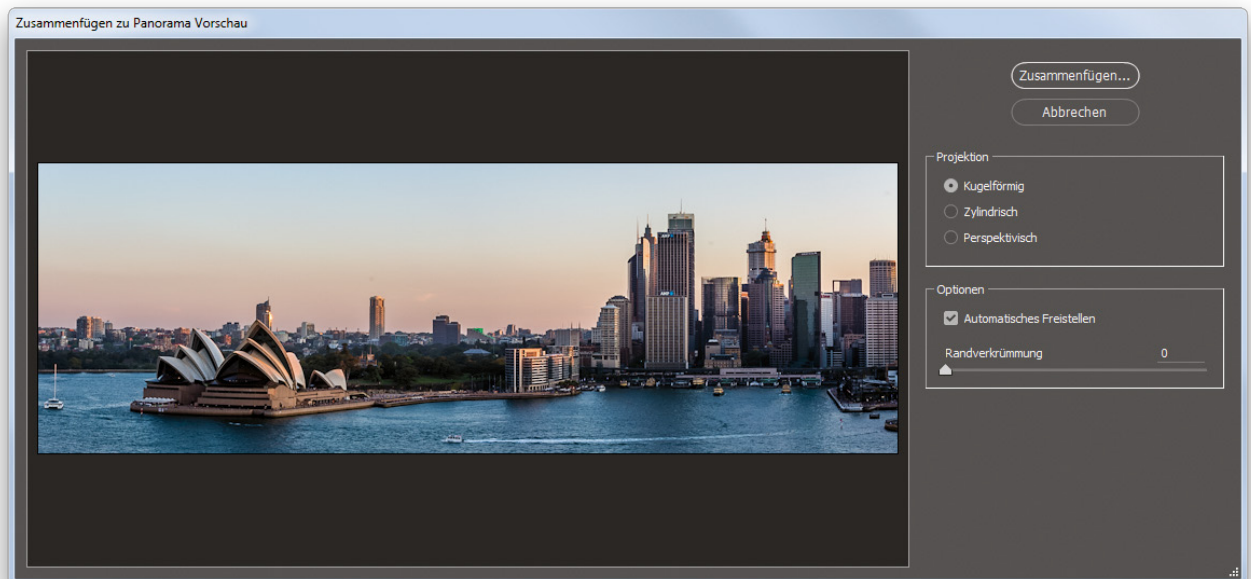 Zusammenfügen zu Panorama Vorschau
Zusammenfügen...
Abbrechen
Projektion
Kugelförmig
Zylindrisch
Perspektivisch
Optionen
Automatisches Freistellen
Randverkrümmung 0